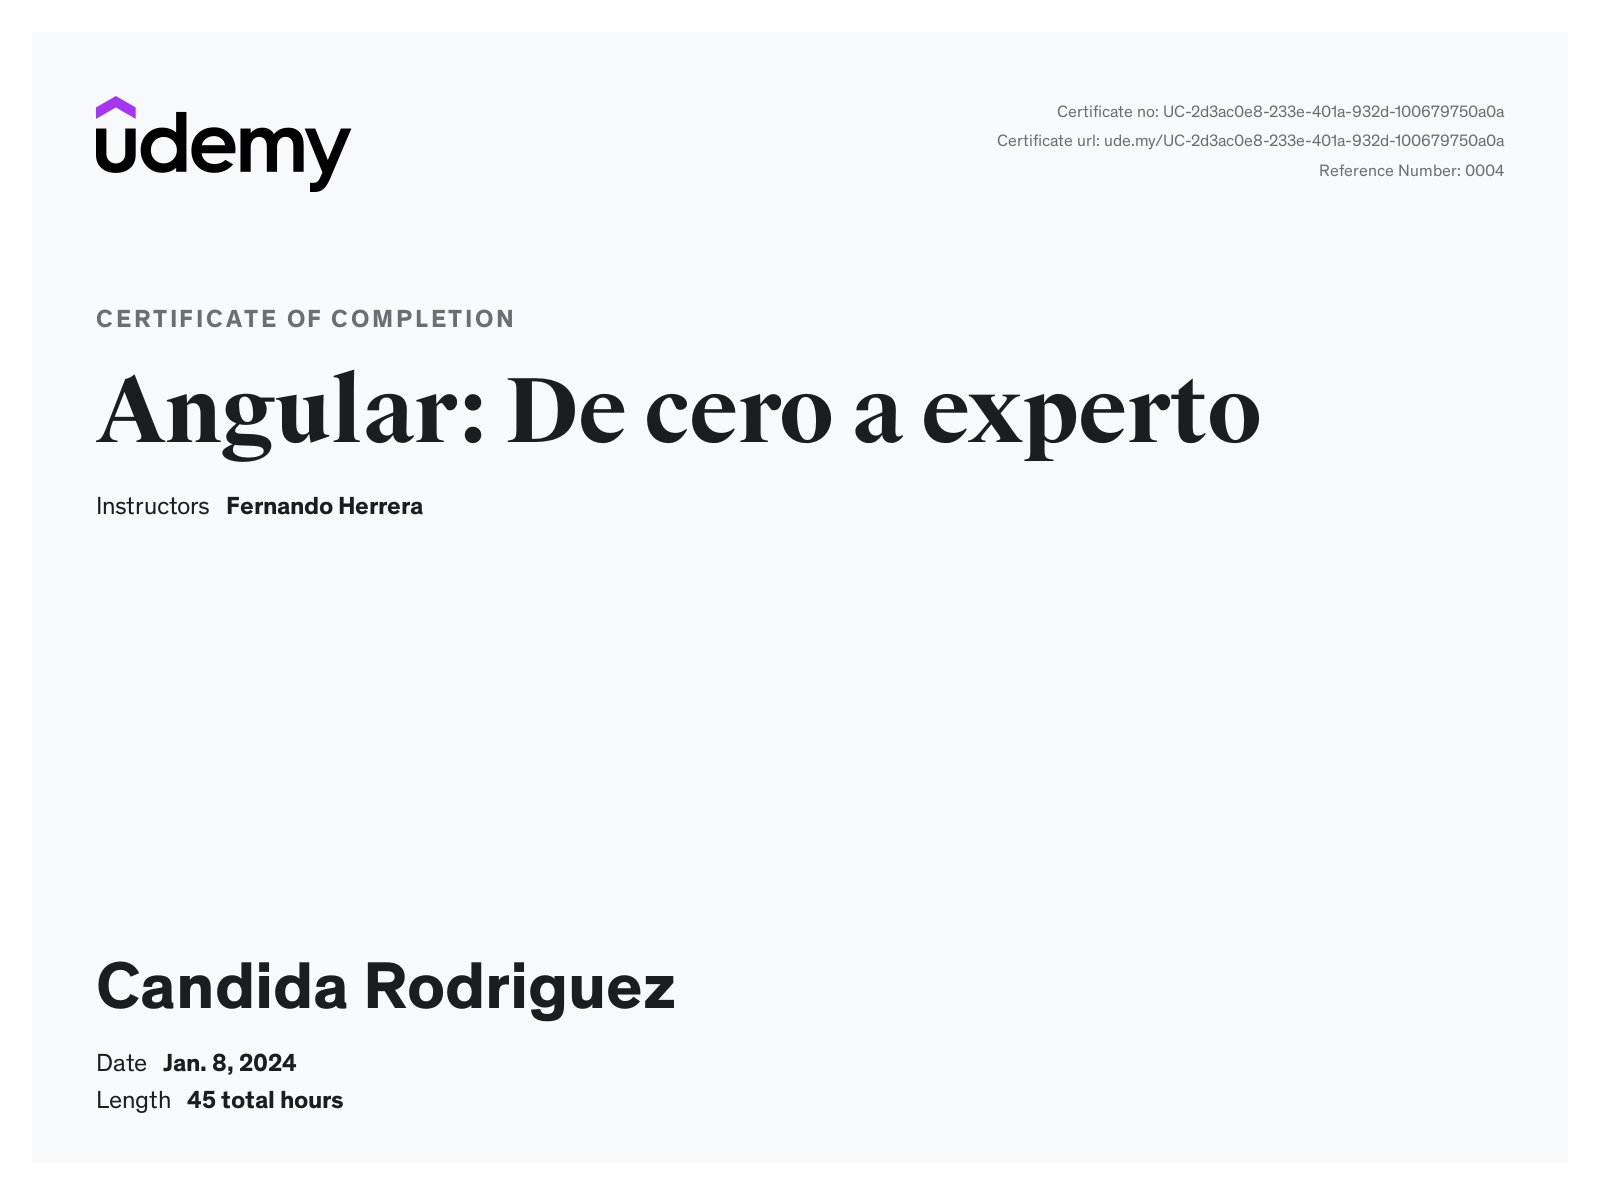 udemy
Certificate no: UC-2d3ac0e8-233e-401a-932d-100679750a0a
Certificate url: ude.my/UC-2d3ac0e8-233e-401a-932d-100679750a0a
Reference Number: 0004
CERTIFICATE OF COMPLETION
Angular: De cero a experto
Instructors Fernando Herrera
Candida Rodriguez
Date Jan. 8, 2024
Length 45 total hours